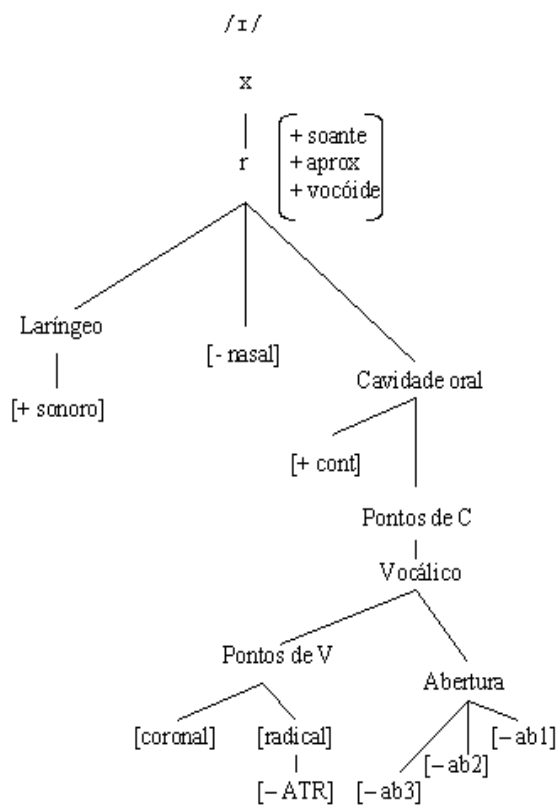 /ɪ/
x
+ soante
+ aprox
r
+ vocóide
Laríngeo
[- nasal]
Cavidade oral
[+ sonoro]
[+ cont]
Pontos de C
Vocálico
Pontos de V
Abertura
[coronal] [radical] [–ab1]
[–ab2]
[–ATR] [–ab3]